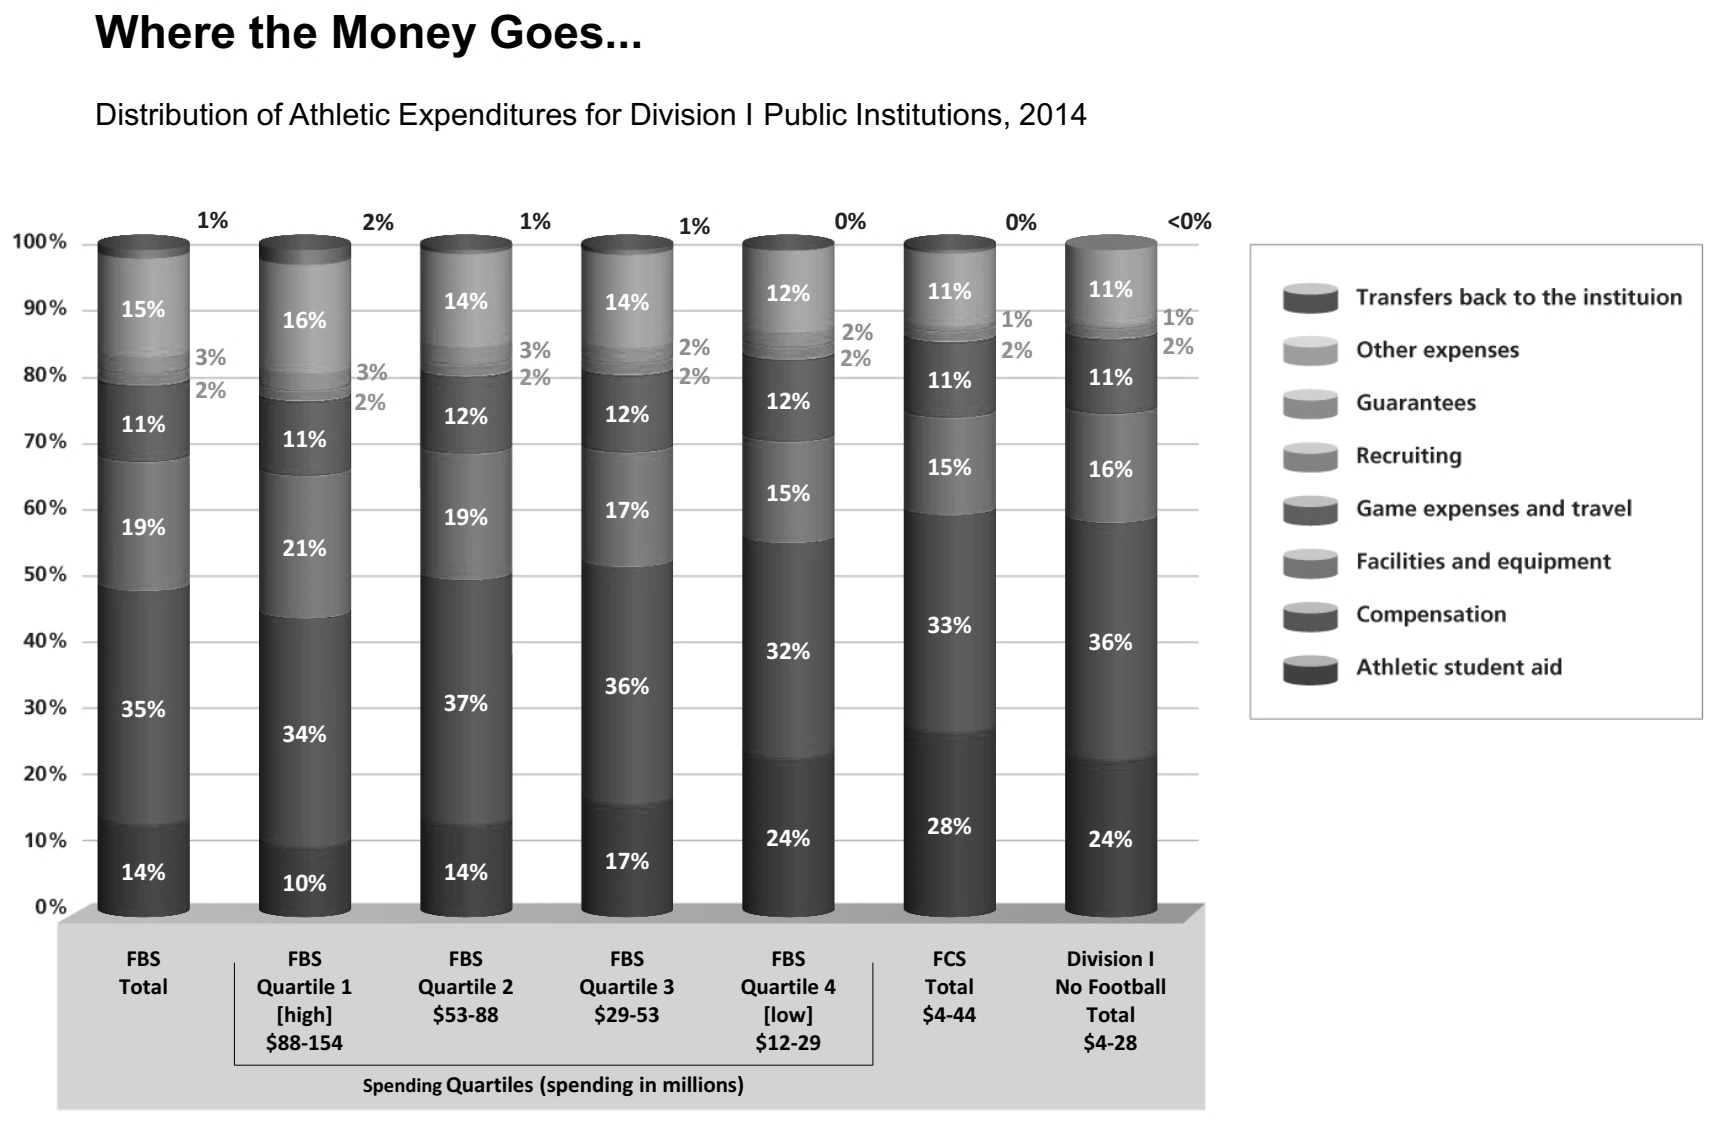 Where the Money Goes...
Distribution of Athletic Expenditures for Division I Public Institutions, 2014
1% 2% 1% 1% 0% 0% <0%
100%
90%
80%
70%
60%
50%
40%
30%
20%
10%
0%
15%
3%
2%
11%
19%
35%
14%
16%
3%
2%
11%
21%
34%
10%
14%
3%
2%
12%
19%
37%
14%
14%
2%
2%
12%
17%
36%
17%
12%
2%
2%
12%
15%
32%
24%
11%
1%
2%
11%
15%
33%
28%
11%
1%
2%
11%
16%
36%
24%
Transfers back to the instituion
Other expenses
Guarantees
Recruiting
Game expenses and travel
Facilities and equipment
Compensation
Athletic student aid
FBS
Total
FBS
Quartile 1
[high]
$88-154
FBS
Quartile 2
$53-88
FBS
Quartile 3
$29-53
FBS
Quartile 4
[low]
$12-29
FCS
Total
$4-44
Division I
No Football
Total
$4-28
Spending Quartiles (spending in millions)